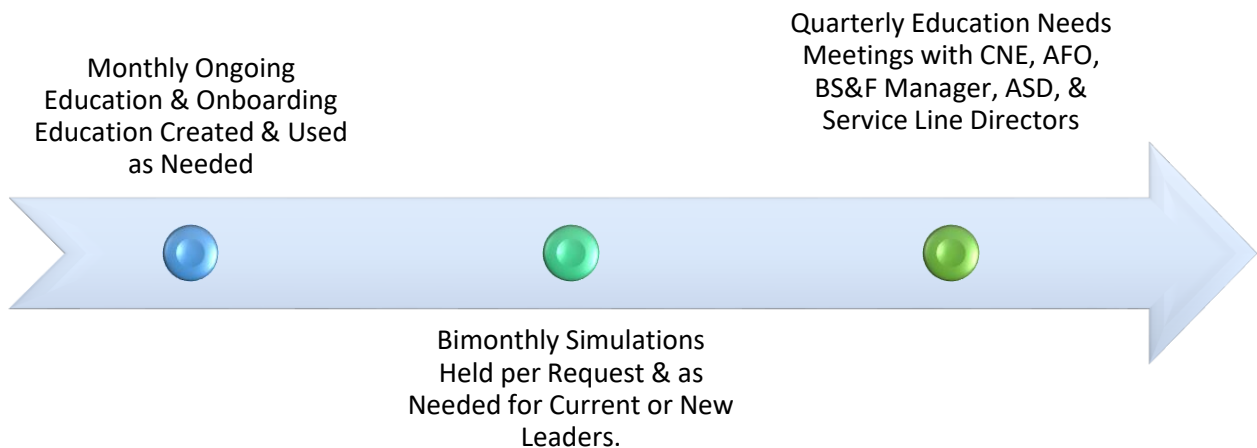 Monthly Ongoing
Education & Onboarding
Education Created & Used
as Needed
Bimonthly Simulations
Held per Request & as
Needed for Current or New
Leaders.
Quarterly Education Needs
Meetings with CNE, AFO,
BS&F Manager, ASD, &
Service Line Directors